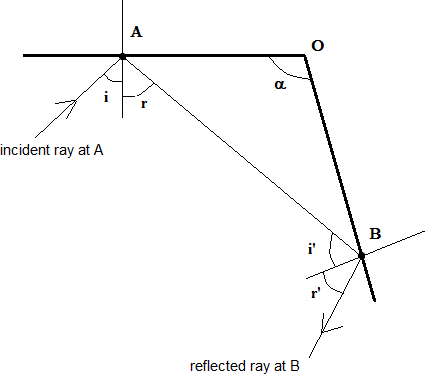 A
O
α
i
r
incident ray at A
B
i'
r'
reflected ray at B